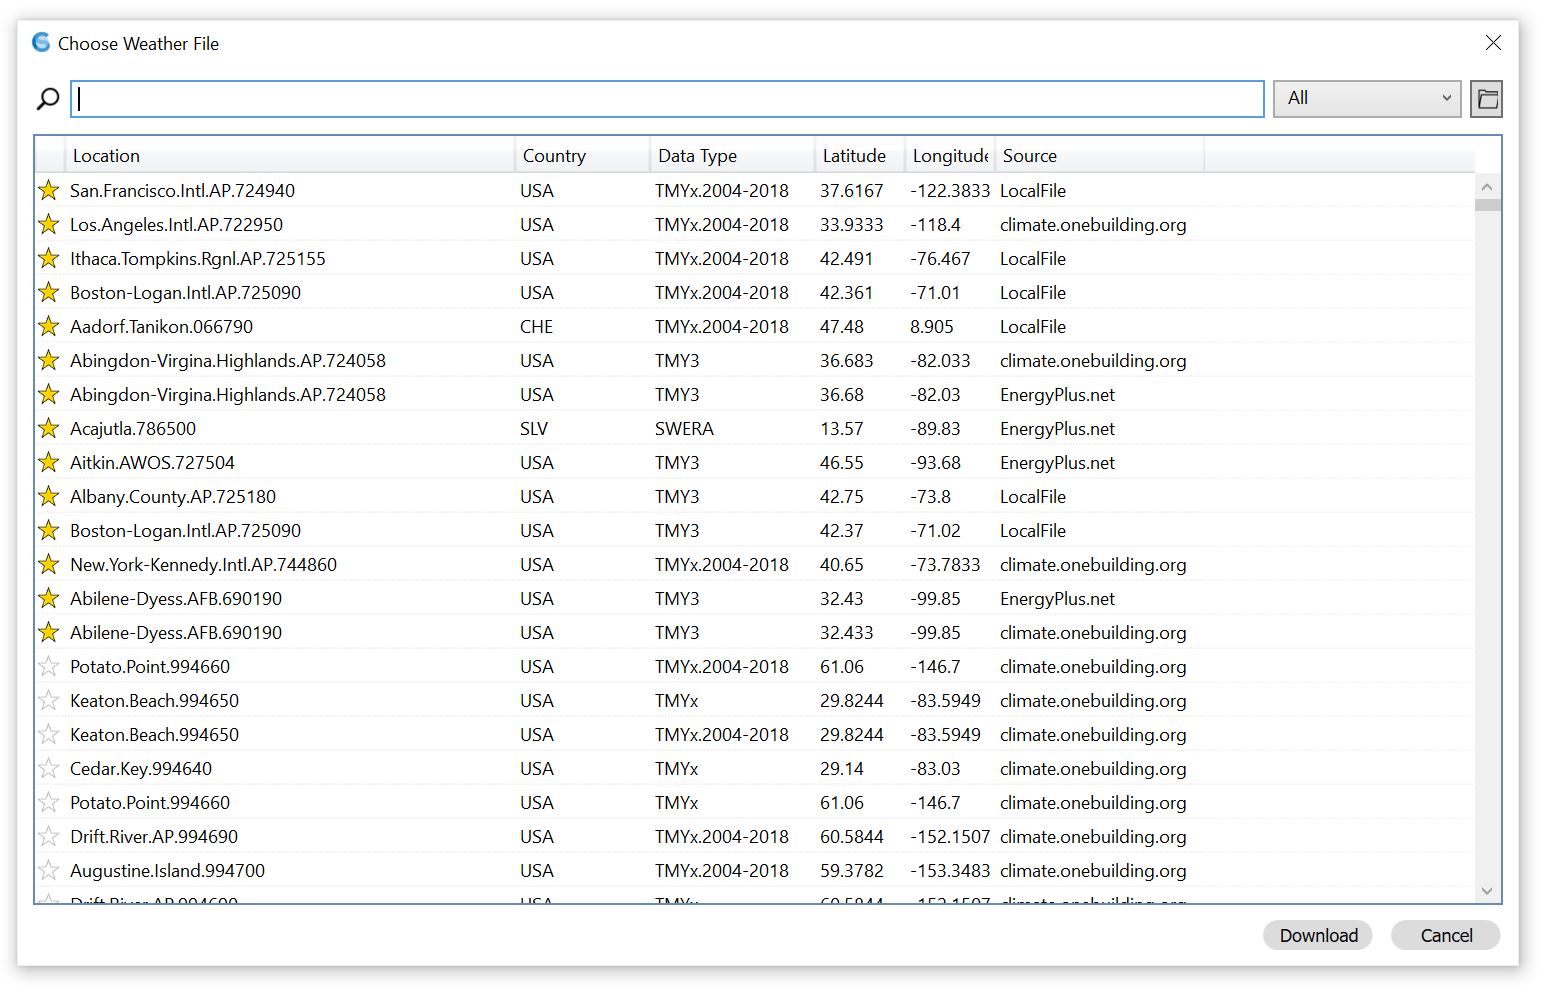 Choose Weather File
All
Location Country Data Type Latitude Longitude Source
San.Francisco.Intl.AP.724940 USA TMYx.2004-2018 37.6167 -122.3833 LocalFile
Los.Angeles.Intl.AP.722950 USA TMYx.2004-2018 33.9333 -118.4 climate.onebuilding.org
Ithaca.Tompkins.Rgnl.AP.725155 USA TMYx.2004-2018 42.491 -76.467 LocalFile
Boston-Logan.Intl.AP.725090 USA TMYx.2004-2018 42.361 -71.01 LocalFile
Aadorf.Tanikon.066790 CHE TMYx.2004-2018 47.48 8.905 LocalFile
Abingdon-Virgina.Highlands.AP.724058 USA TMY3 36.683 -82.033 climate.onebuilding.org
Abingdon-Virgina.Highlands.AP.724058 USA TMY3 36.68 -82.03 EnergyPlus.net
Acajutla.786500 SLV SWERA 13.57 -89.83 EnergyPlus.net
Aitkin.AWOS.727504 USA TMY3 46.55 -93.68 EnergyPlus.net
Albany.County.AP.725180 USA TMY3 42.75 -73.8 LocalFile
Boston-Logan.Intl.AP.725090 USA TMY3 42.37 -71.02 LocalFile
New.York-Kennedy.Intl.AP.744860 USA TMYx.2004-2018 40.65 -73.7833 climate.onebuilding.org
Abilene-Dyess.AFB.690190 USA TMY3 32.43 -99.85 EnergyPlus.net
Abilene-Dyess.AFB.690190 USA TMY3 32.433 -99.85 climate.onebuilding.org
Potato.Point.994660 USA TMYx.2004-2018 61.06 -146.7 climate.onebuilding.org
Keaton.Beach.994650 USA TMYx 29.8244 -83.5949 climate.onebuilding.org
Keaton.Beach.994650 USA TMYx.2004-2018 29.8244 -83.5949 climate.onebuilding.org
Cedar.Key.994640 USA TMYx 29.14 -83.03 climate.onebuilding.org
Potato.Point.994660 USA TMYx 61.06 -146.7 climate.onebuilding.org
Drift.River.AP.994690 USA TMYx.2004-2018 60.5844 -152.1507 climate.onebuilding.org
Augustine.Island.994700 USA TMYx.2004-2018 59.3782 -153.3483 climate.onebuilding.org
Drift.River.AP.994690 USA TMYx 60.5844 -152.1507 climate.onebuilding.org
Download Cancel